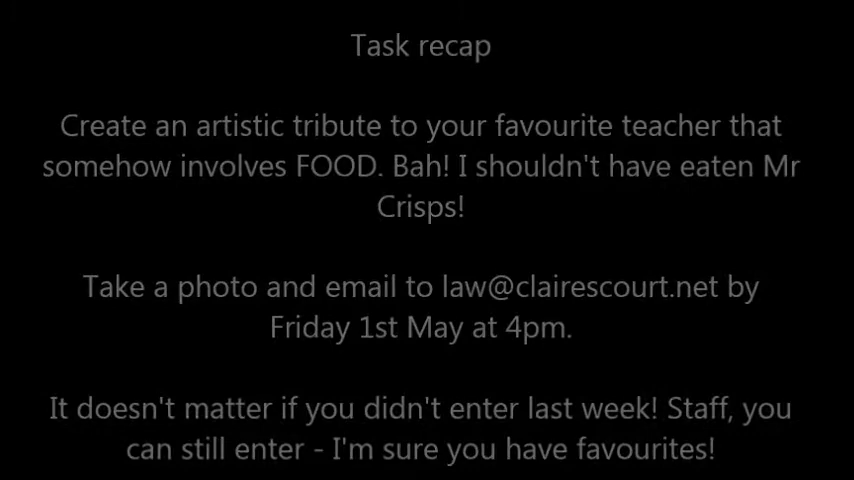 Task recap
Create an artistic tribute to your favourite teacher that
somehow involves FOOD. Bah! I shouldn't have eaten Mr
Crisps!
Take a photo and email to law@clairescourt.net by
Friday 1st May at 4pm.
It doesn't matter if you didn't enter last week! Staff, you
can still enter - I'm sure you have favourites!